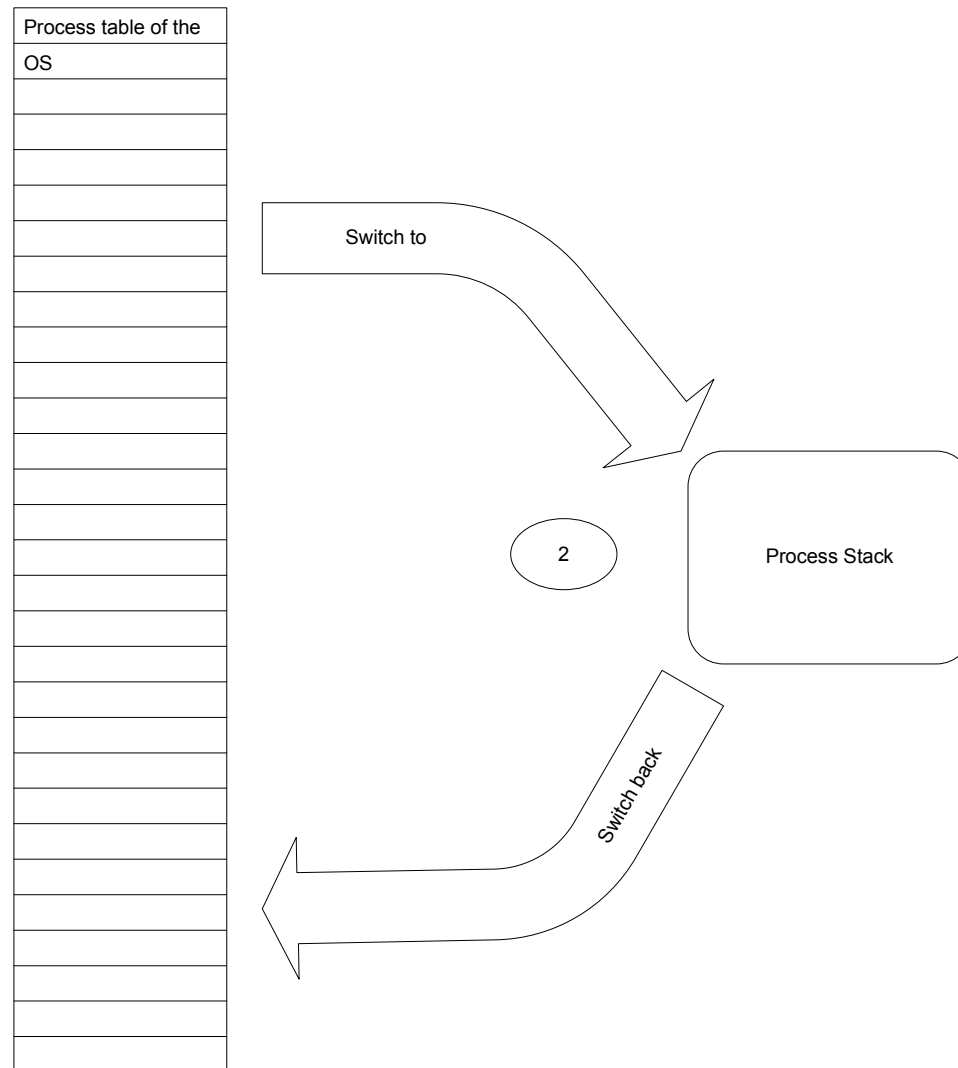 Process table of the
OS
Switch to
2
Process Stack
Switch back